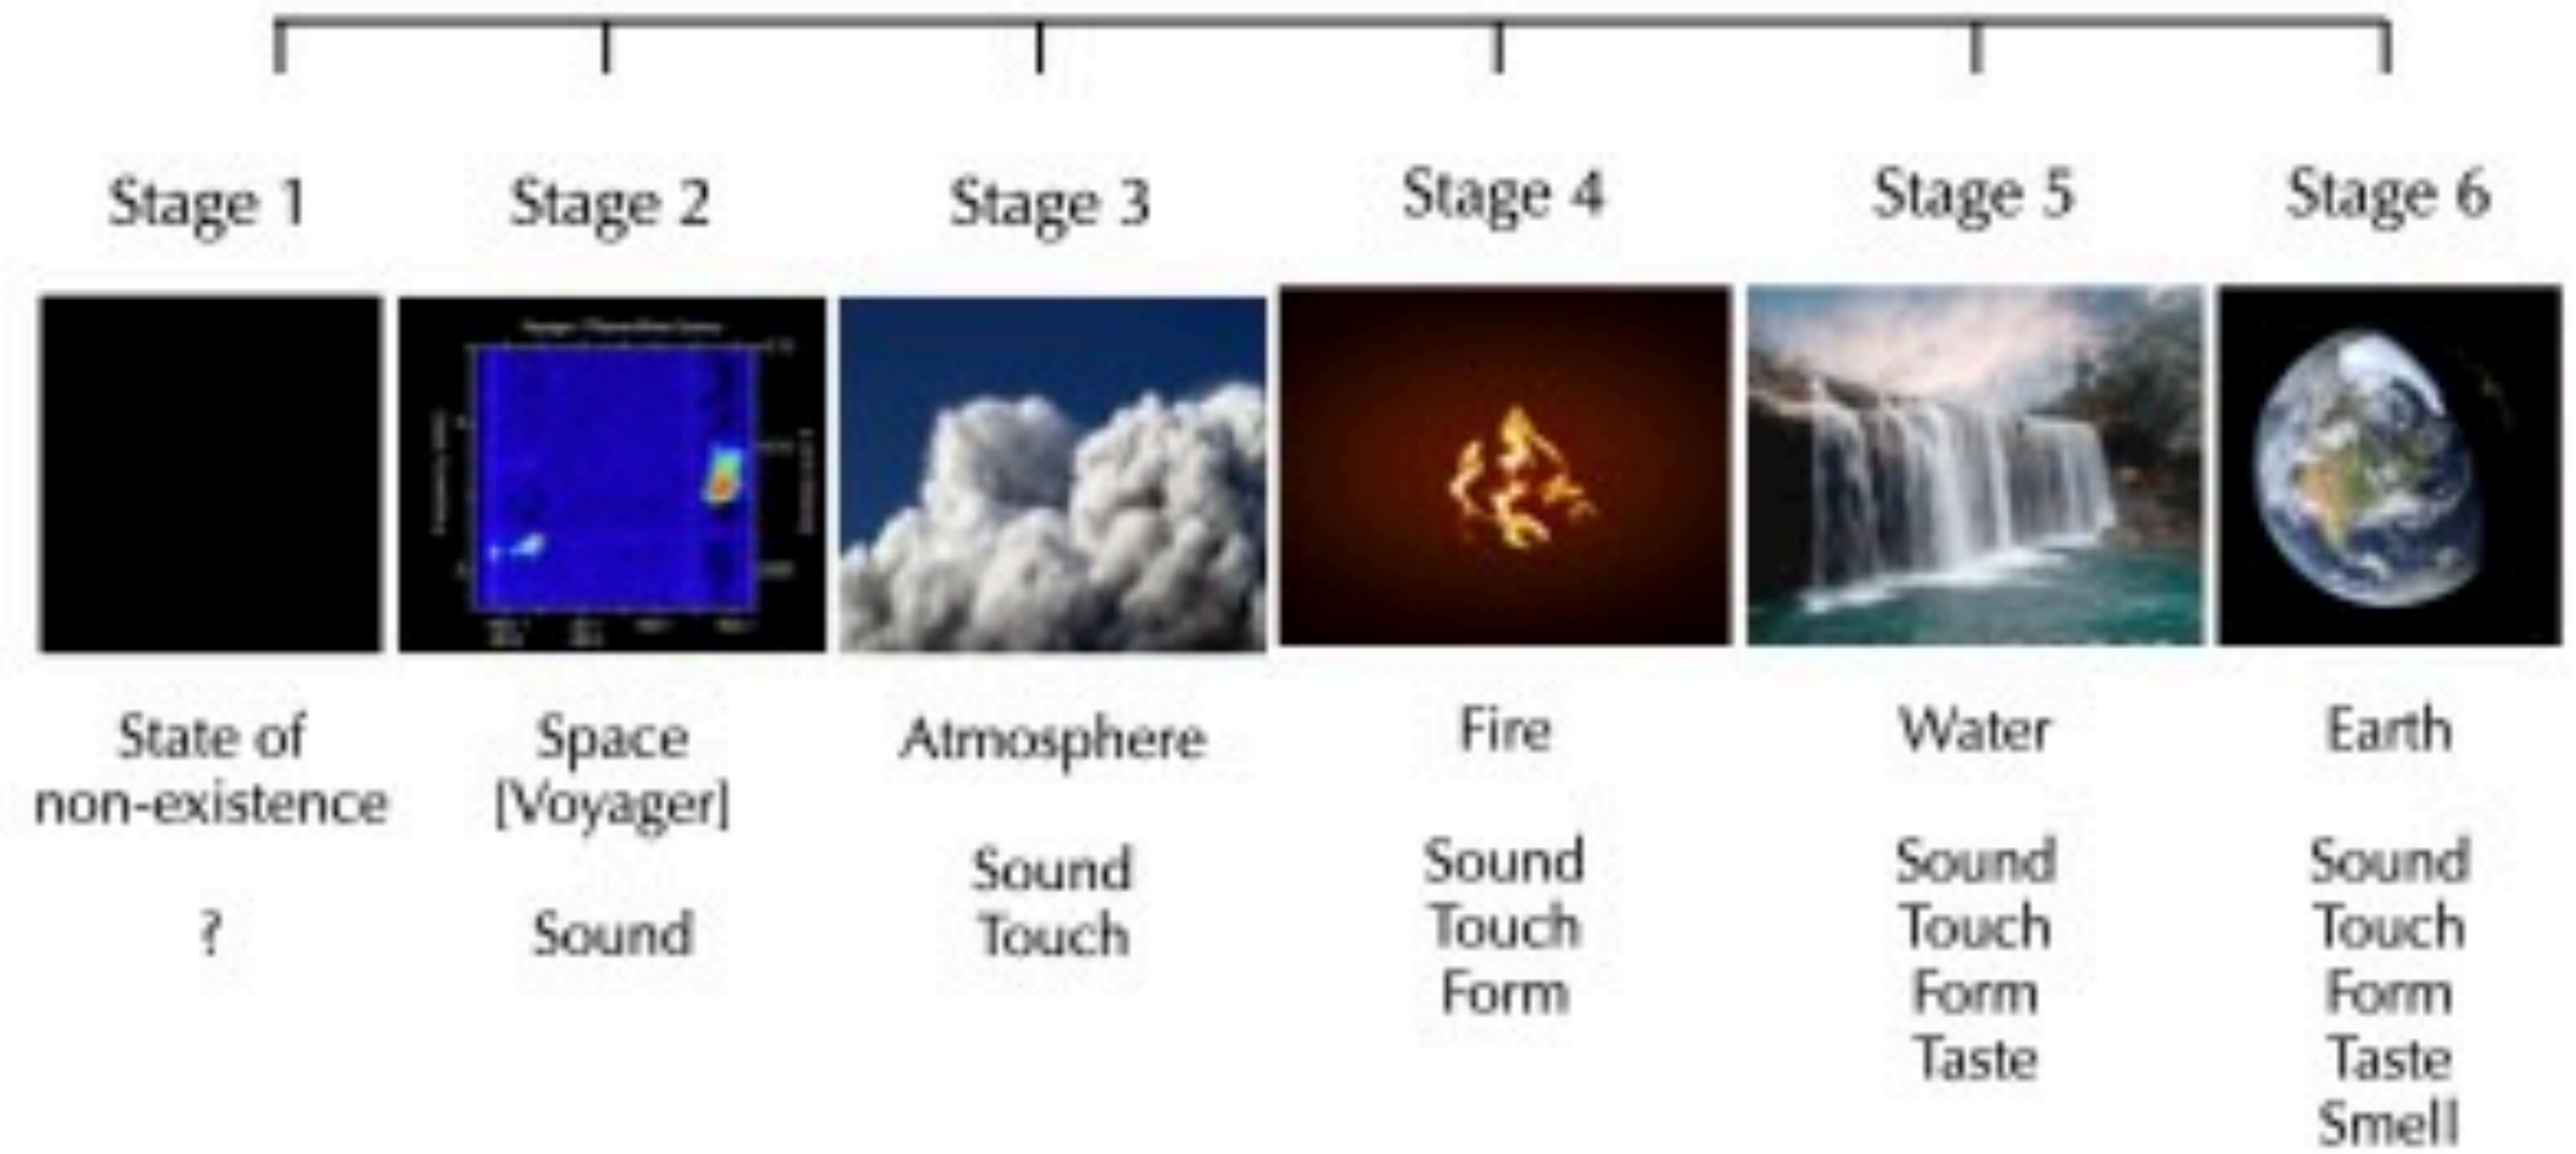 Stage 1
Stage 2
Stage 3
Stage 4
Stage 5
Stage 6
State of
non-existence
?
Space
[Voyager]
Sound
Atmosphere
Sound
Touch
Fire
Sound
Touch
Form
Water
Sound
Touch
Form
Taste
Earth
Sound
Touch
Form
Taste
Smell